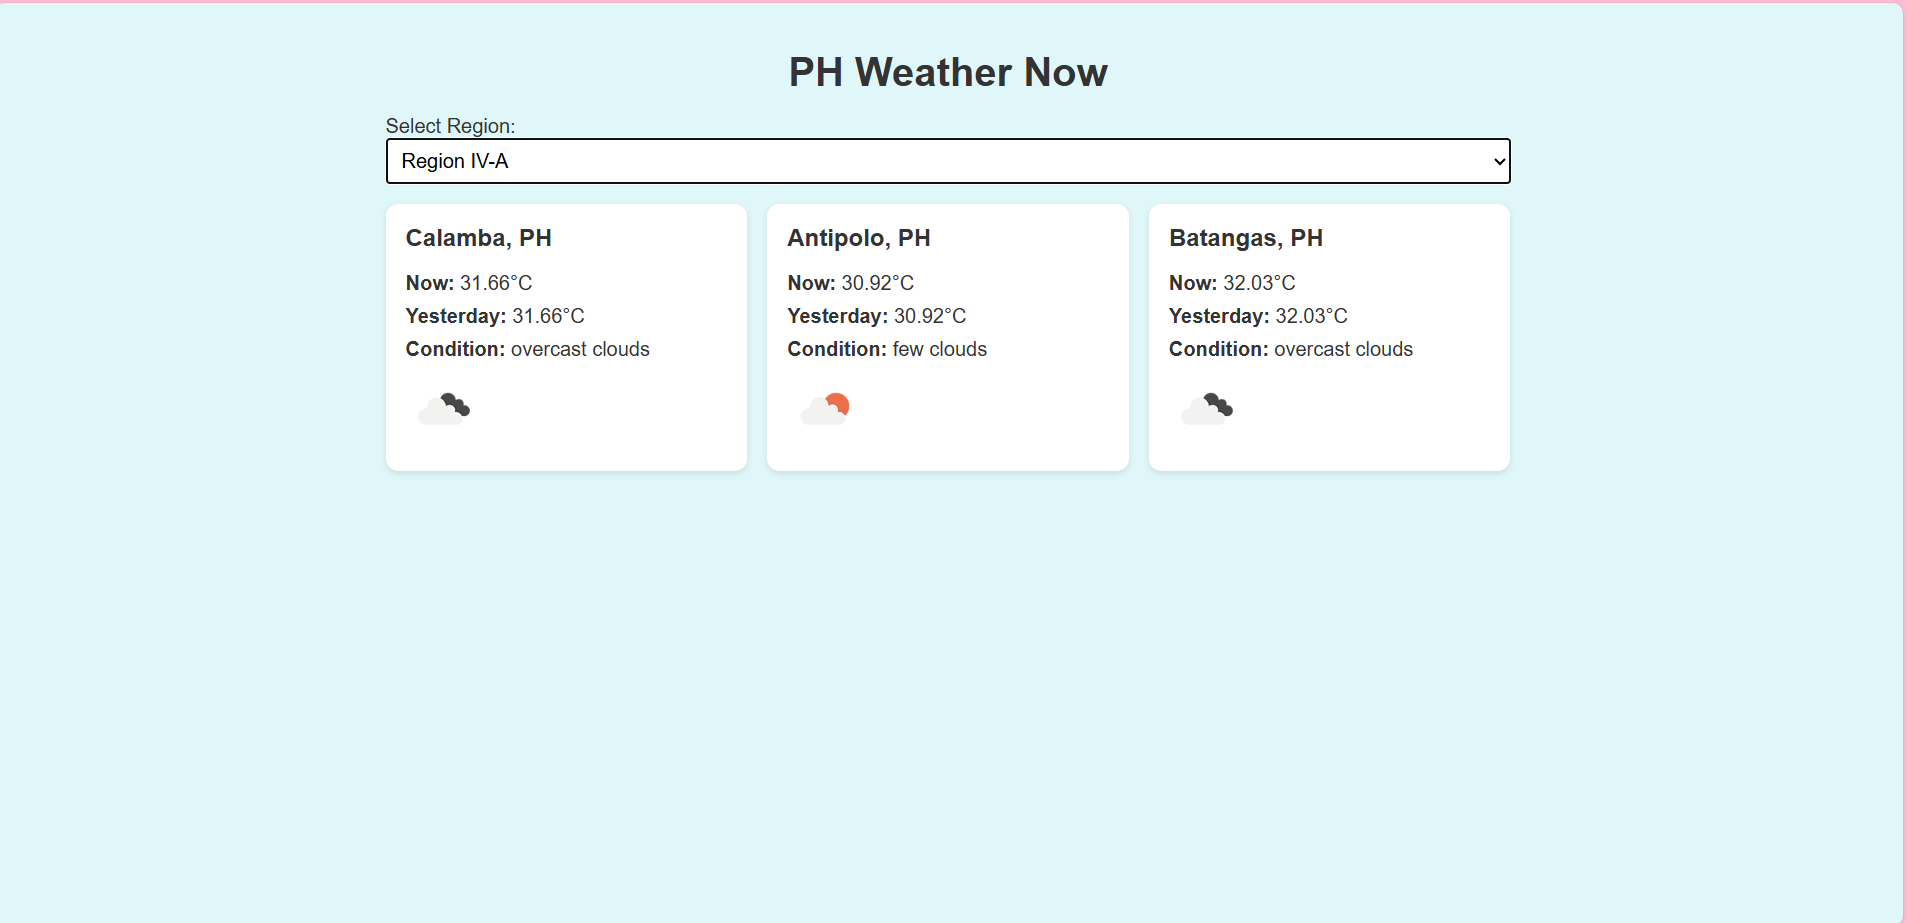 PH Weather Now
Select Region:
Region IV-A
Calamba, PH
Now: 31.66°C
Yesterday: 31.66°C
Condition: overcast clouds
Antipolo, PH
Now: 30.92°C
Yesterday: 30.92°C
Condition: few clouds
Batangas, PH
Now: 32.03°C
Yesterday: 32.03°C
Condition: overcast clouds